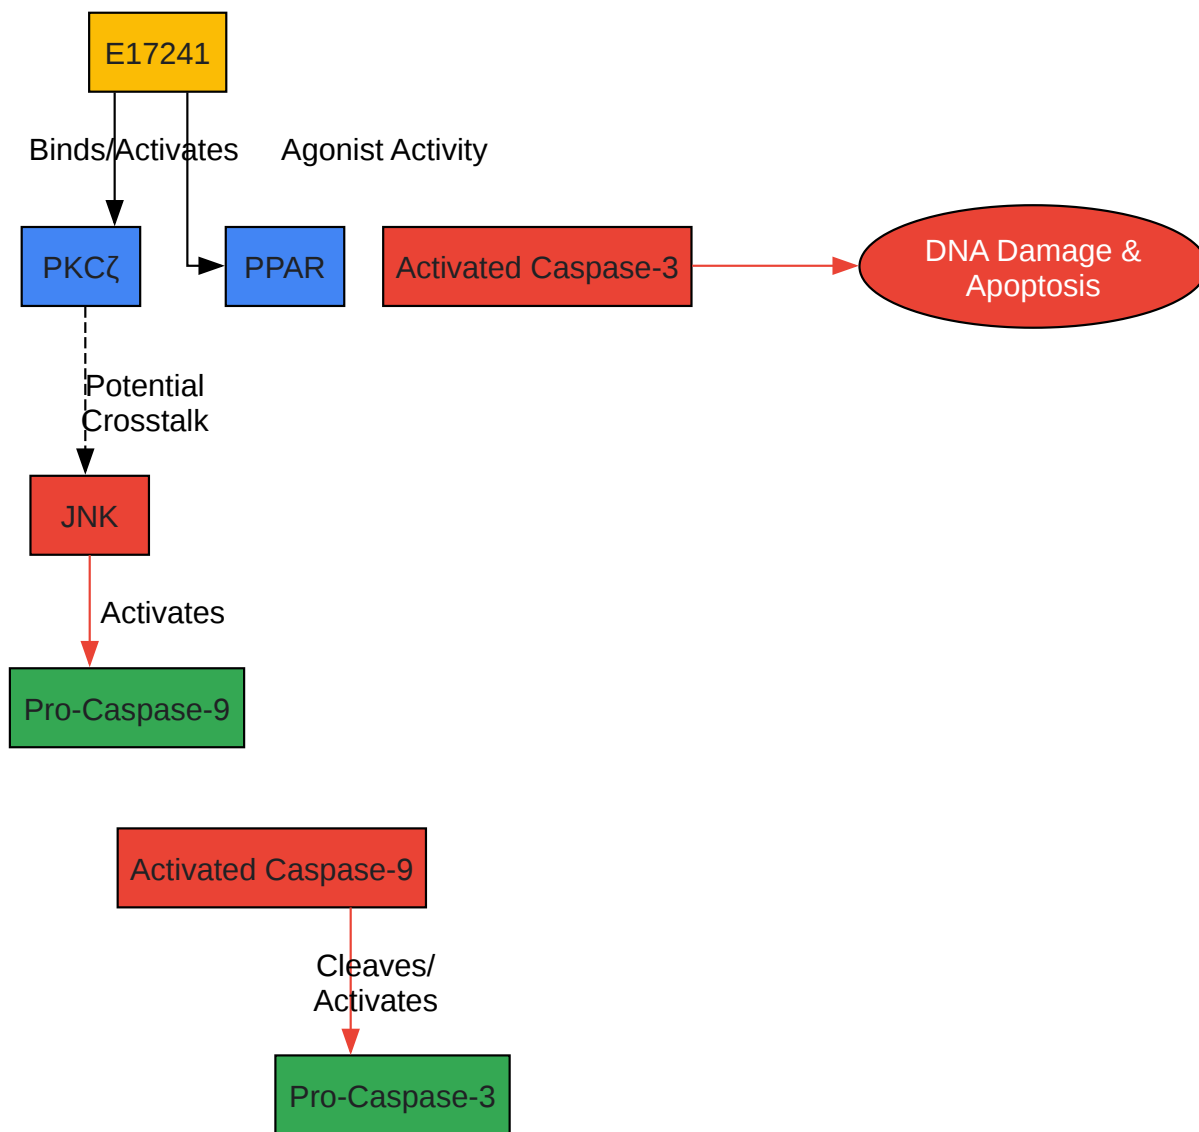 E17241
Binds/Activates
Agonist Activity
PKCζ
PPAR
Activated Caspase-3
DNA Damage &
Apoptosis
Potential
Crosstalk
JNK
Activates
Pro-Caspase-9
Activated Caspase-9
Cleaves/
Activates
Pro-Caspase-3